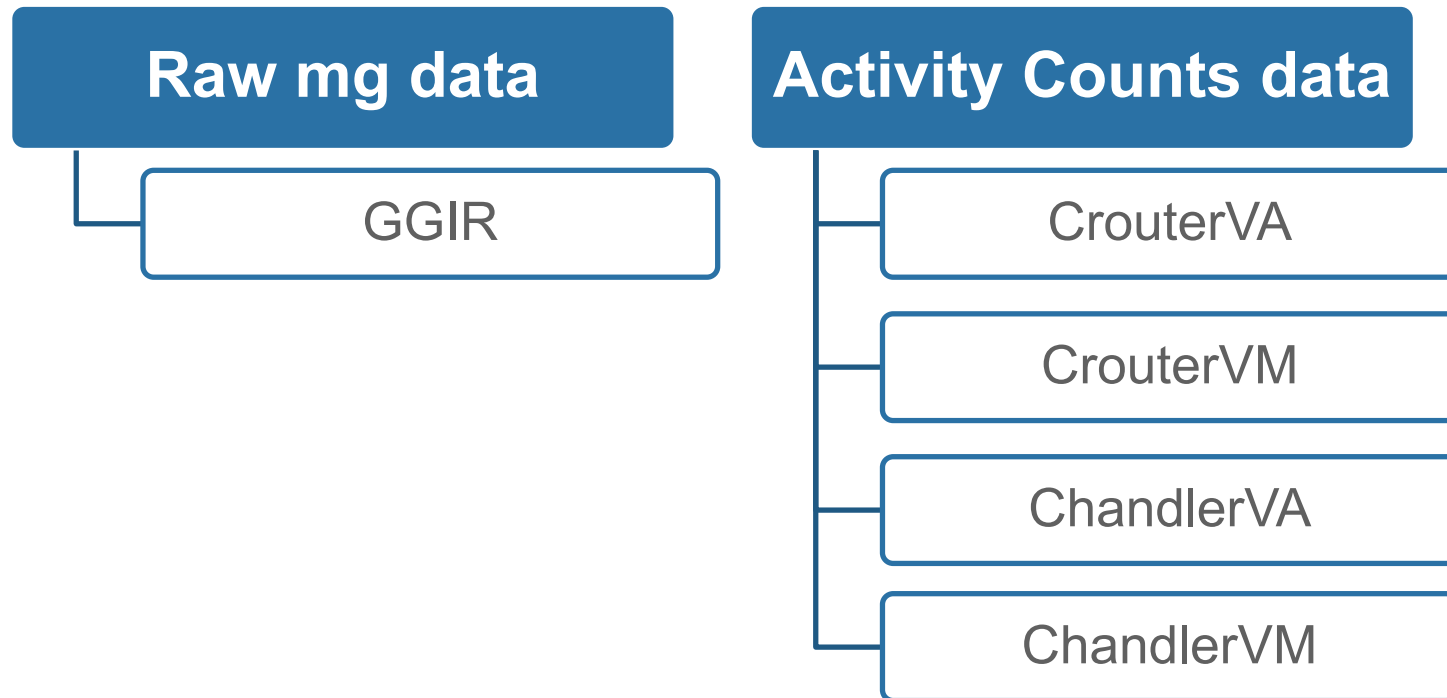 Raw mg data
GGIR
Activity Counts data
CrouterVA
CrouterVM
ChandlerVA
ChandlerVM